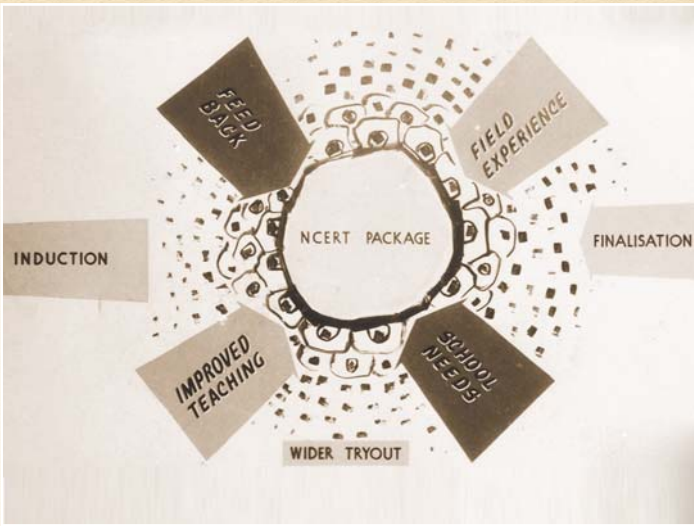 FEED
BACK
FIELD
EXPERIENCE
INDUCTION
NCERT PACKAGE
FINALISATION
IMPROVED
TEACHING
SCHOOL
NEEDS
WIDER TRYOUT